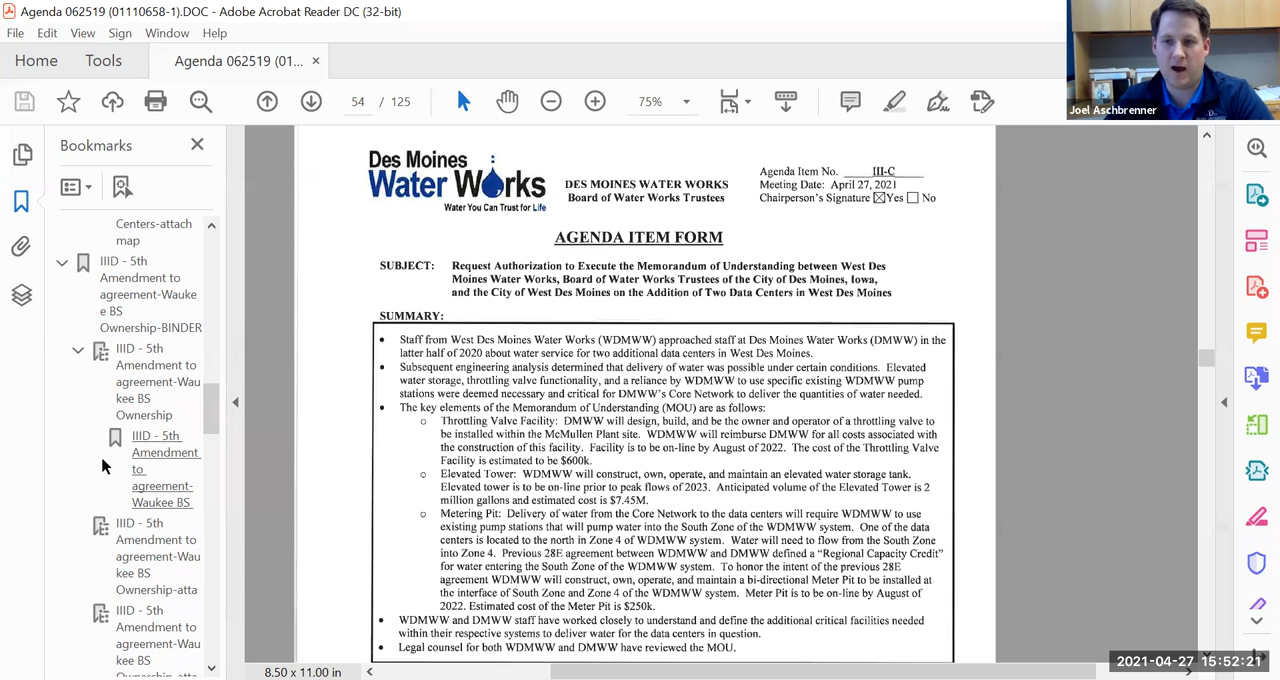 Agenda 062519 (01110658-1).DOC - Adobe Acrobat Reader DC (32-bit)
File Edit View Sign Window Help
Home Tools Agenda 062519 (01... ×
54 / 125 75%
Joel Aschbrenner
Bookmarks
Centers-attach
map
IIID - 5th
Amendment to
agreement-Wauke
e BS
Ownership-BINDER
IIID - 5th
Amendment to
agreement-Wau
kee BS
Ownership
IIID - 5th
Amendment
to
agreement-
Waukee BS
IIID - 5th
Amendment to
agreement-Wau
kee BS
Ownership-atta
IIID - 5th
Amendment to
agreement-Wau
kee BS
Ownership-atta
Des Moines
Water Works
Water You Can Trust for Life
DES MOINES WATER WORKS
Board of Water Works Trustees
Agenda Item No. III-C
Meeting Date: April 27, 2021
Chairperson's Signature ☒Yes ☐ No
AGENDA ITEM FORM
SUBJECT: Request Authorization to Execute the Memorandum of Understanding between West Des
Moines Water Works, Board of Water Works Trustees of the City of Des Moines, Iowa,
and the City of West Des Moines on the Addition of Two Data Centers in West Des Moines
SUMMARY:
• Staff from West Des Moines Water Works (WDMWW) approached staff at Des Moines Water Works (DMWW) in the
latter half of 2020 about water service for two additional data centers in West Des Moines.
• Subsequent engineering analysis determined that delivery of water was possible under certain conditions. Elevated
water storage, throttling valve functionality, and a reliance by WDMWW to use specific existing WDMWW pump
stations were deemed necessary and critical for DMWW's Core Network to deliver the quantities of water needed.
• The key elements of the Memorandum of Understanding (MOU) are as follows:
o Throttling Valve Facility: DMWW will design, build, and be the owner and operator of a throttling valve to
be installed within the McMullen Plant site. WDMWW will reimburse DMWW for all costs associated with
the construction of this facility. Facility is to be on-line by August of 2022. The cost of the Throttling Valve
Facility is estimated to be $600k.
o Elevated Tower: WDMWW will construct, own, operate, and maintain an elevated water storage tank.
Elevated tower is to be on-line prior to peak flows of 2023. Anticipated volume of the Elevated Tower is 2
million gallons and estimated cost is $7.45M.
o Metering Pit: Delivery of water from the Core Network to the data centers will require WDMWW to use
existing pump stations that will pump water into the South Zone of the WDMWW system. One of the data
centers is located to the north in Zone 4 of WDMWW system. Water will need to flow from the South Zone
into Zone 4. Previous 28E agreement between WDMWW and DMWW defined a "Regional Capacity Credit"
for water entering the South Zone of the WDMWW system. To honor the intent of the previous 28E
agreement WDMWW will construct, own, operate, and maintain a bi-directional Meter Pit to be installed at
the interface of South Zone and Zone 4 of the WDMWW system. Meter Pit is to be on-line by August of
2022. Estimated cost of the Meter Pit is $250k.
• WDMWW and DMWW staff have worked closely to understand and define the additional critical facilities needed
within their respective systems to deliver water for the data centers in question.
• Legal counsel for both WDMWW and DMWW have reviewed the MOU.
8.50 x 11.00 in
2021-04-27 15:52:21